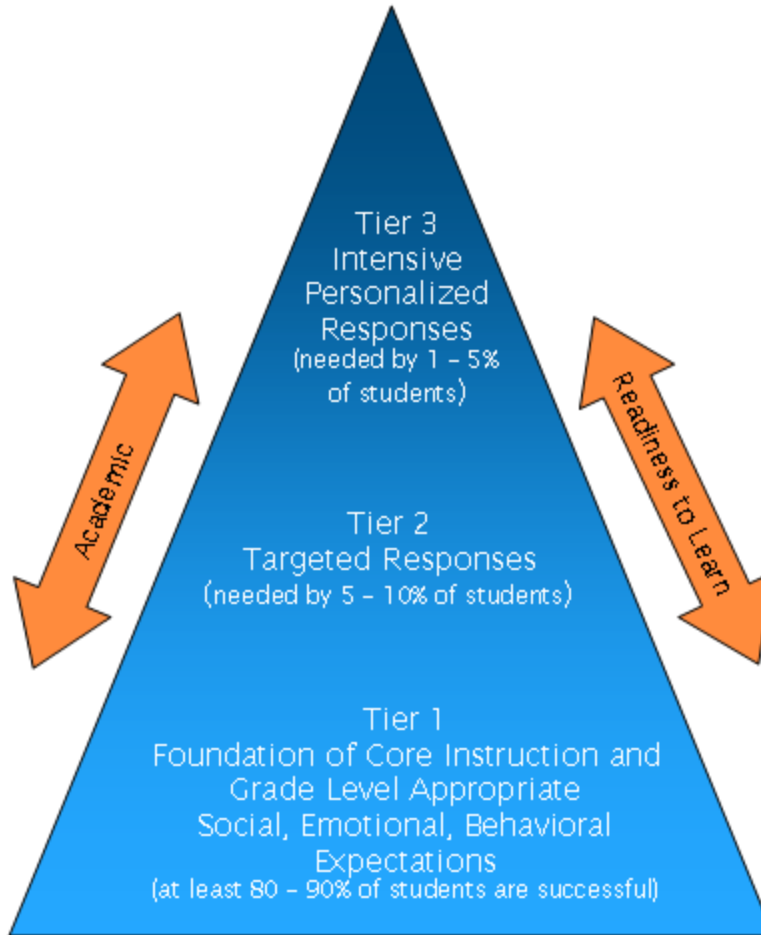 Tier 3
Intensive
Personalized
Responses
(needed by 1 – 5%
of students)
Academic
Readiness to Learn
Tier 2
Targeted Responses
(needed by 5 – 10% of students)
Tier 1
Foundation of Core Instruction and
Grade Level Appropriate
Social, Emotional, Behavioral
Expectations
(at least 80 – 90% of students are successful)